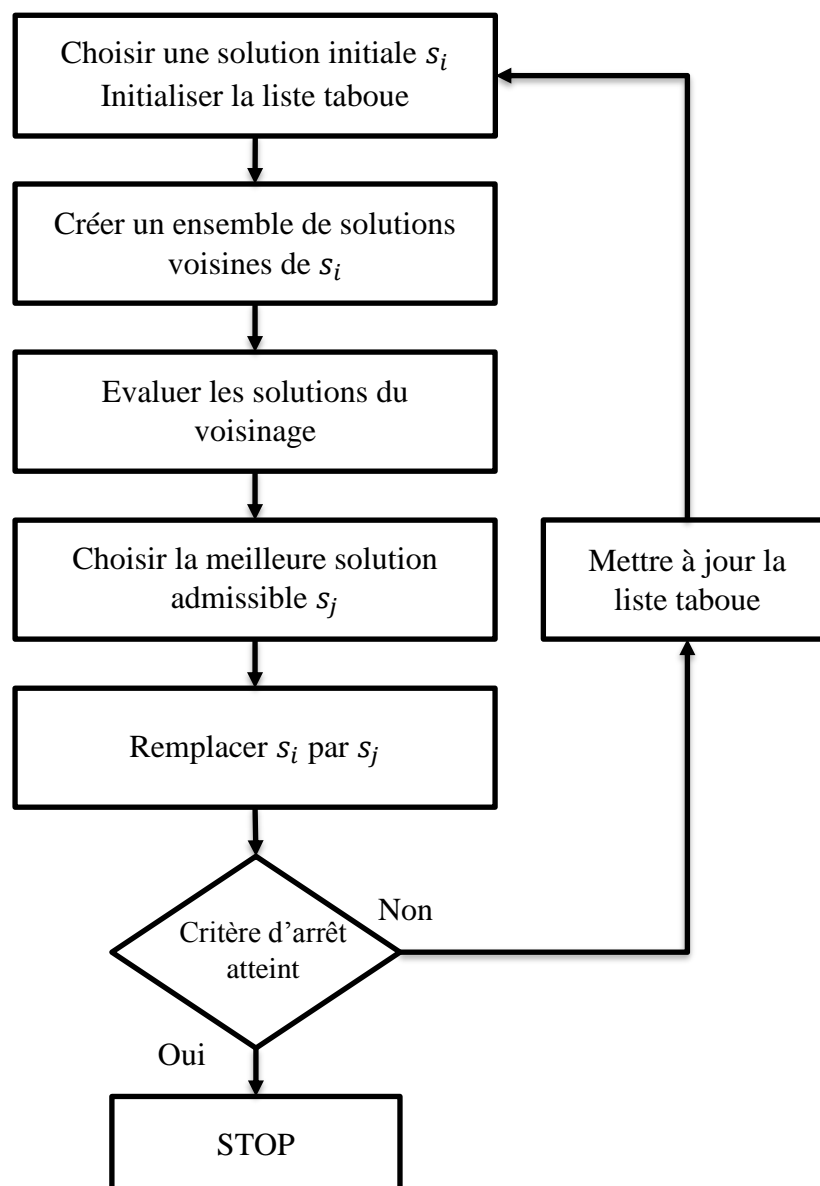 Choisir une solution initiale 𝑠𝑖
Initialiser la liste taboue
Créer un ensemble de solutions
voisines de 𝑠𝑖
Evaluer les solutions du
voisinage
Choisir la meilleure solution
admissible 𝑠𝑗
Mettre à jour la
liste taboue
Remplacer 𝑠𝑖 par 𝑠𝑗
Non
Critère d’arrêt
atteint
Oui
STOP